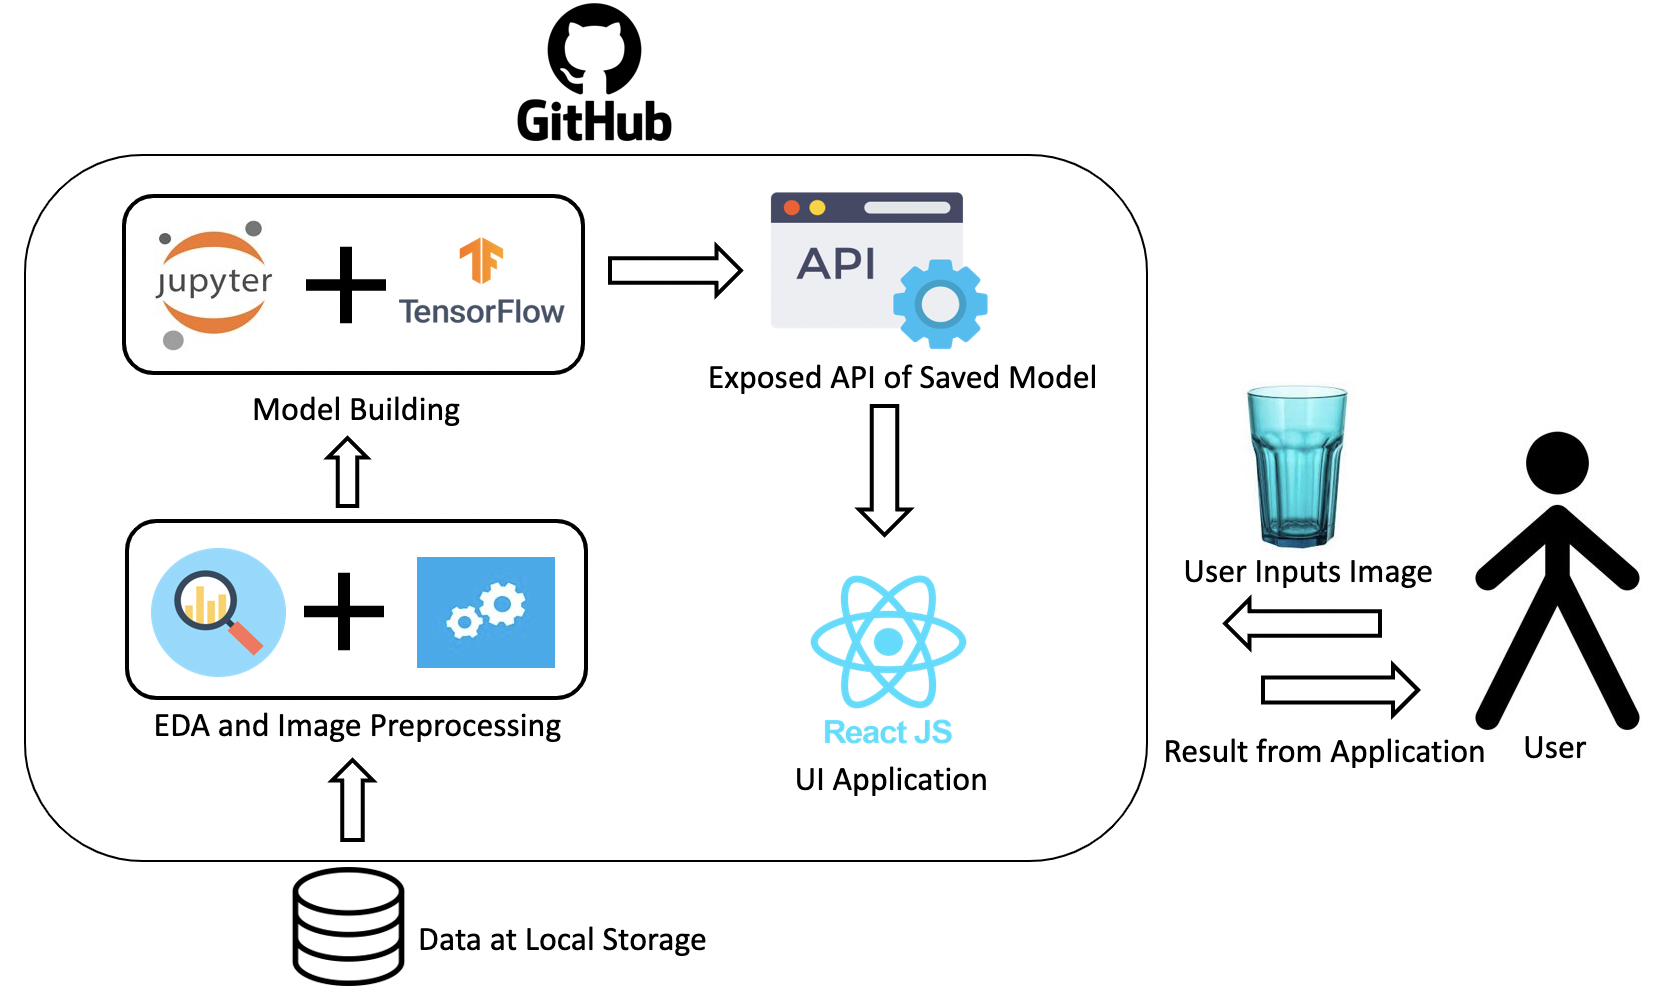 GitHub
jupyter
TensorFlow
Model Building
API
Exposed API of Saved Model
EDA and Image Preprocessing
React JS
UI Application
User Inputs Image
Result from Application
User
Data at Local Storage